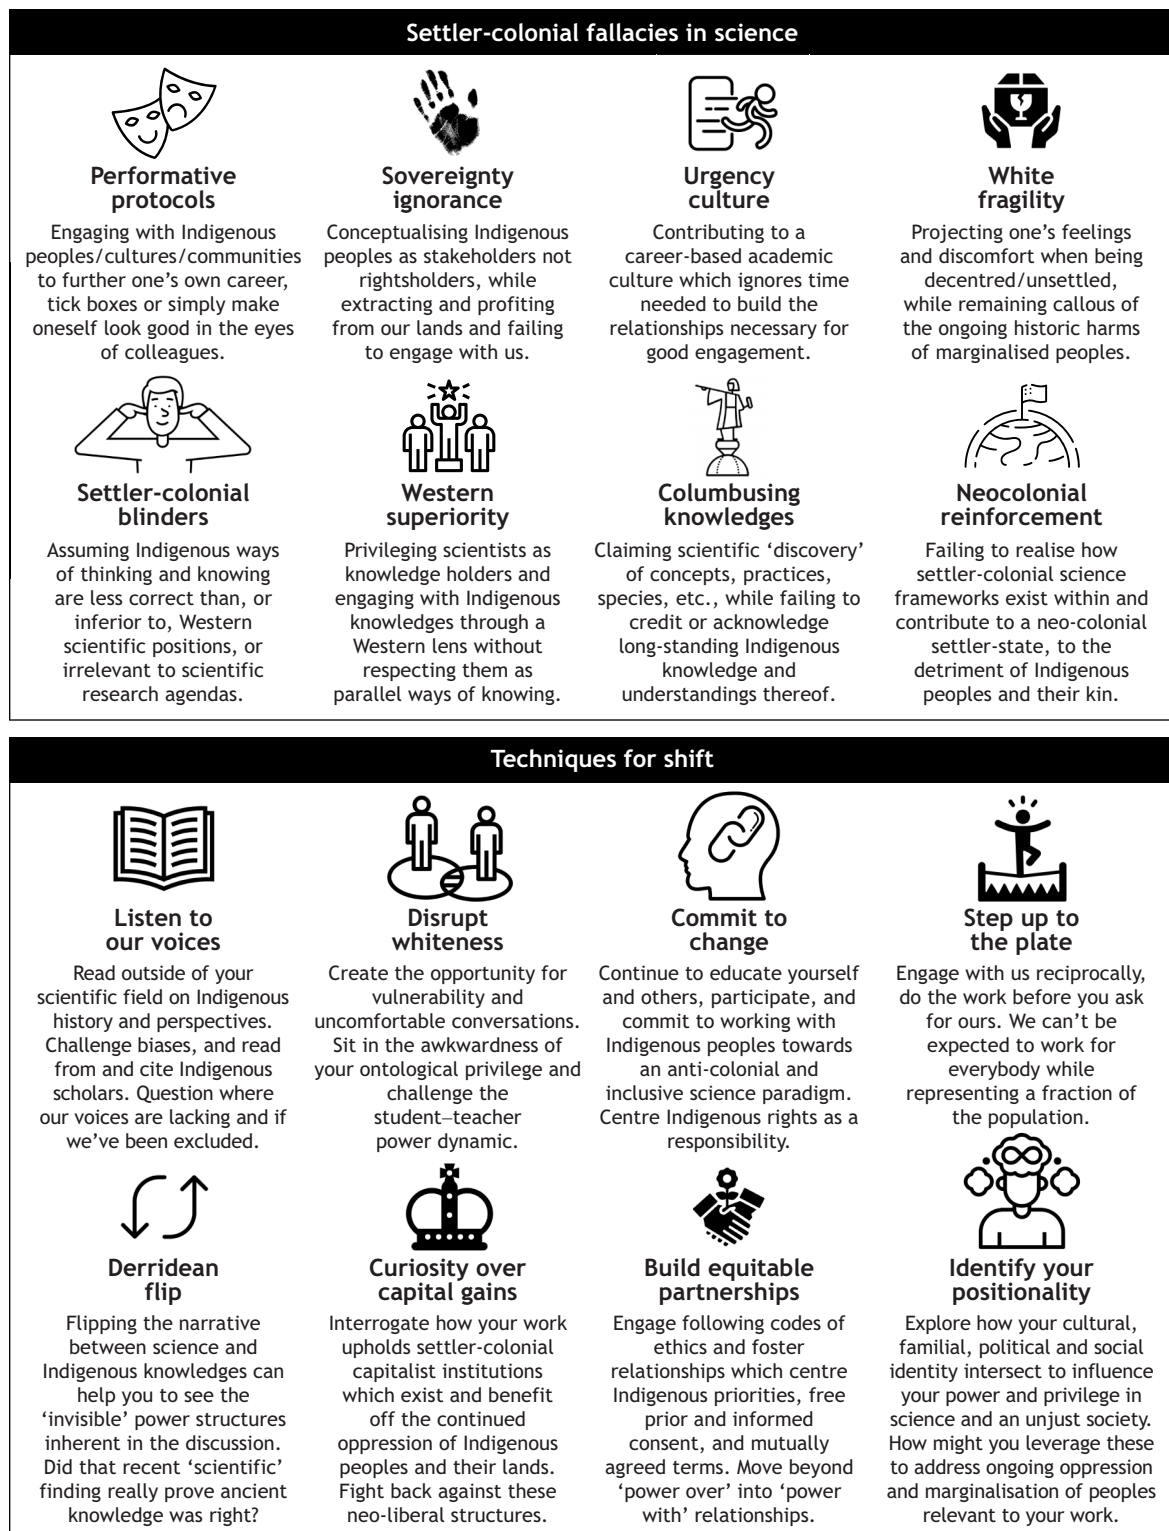 Settler-colonial fallacies in science
Performative
protocols
Engaging with Indigenous
peoples/cultures/communities
to further one's own career,
tick boxes or simply make
oneself look good in the eyes
of colleagues.
Sovereignty
ignorance
Conceptualising Indigenous
peoples as stakeholders not
rightsholders, while
extracting and profiting
from our lands and failing
to engage with us.
Urgency
culture
Contributing to a
career-based academic
culture which ignores time
needed to build the
relationships necessary for
good engagement.
White
fragility
Projecting one's feelings
and discomfort when being
decentred/unsettled,
while remaining callous of
the ongoing historic harms
of marginalised peoples.
Settler-colonial
blinders
Assuming Indigenous ways
of thinking and knowing
are less correct than, or
inferior to, Western
scientific positions, or
irrelevant to scientific
research agendas.
Western
superiority
Privileging scientists as
knowledge holders and
engaging with Indigenous
knowledges through a
Western lens without
respecting them as
parallel ways of knowing.
Columbusing
knowledges
Claiming scientific 'discovery'
of concepts, practices,
species, etc., while failing to
credit or acknowledge
long-standing Indigenous
knowledge and
understandings thereof.
Neocolonial
reinforcement
Failing to realise how
settler-colonial science
frameworks exist within and
contribute to a neo-colonial
settler-state, to the
detriment of Indigenous
peoples and their kin.
Techniques for shift
Listen to
our voices
Read outside of your
scientific field on Indigenous
history and perspectives.
Challenge biases, and read
from and cite Indigenous
scholars. Question where
our voices are lacking and if
we've been excluded.
Disrupt
whiteness
Create the opportunity for
vulnerability and
uncomfortable conversations.
Sit in the awkwardness of
your ontological privilege and
challenge the
student–teacher
power dynamic.
Commit to
change
Continue to educate yourself
and others, participate, and
commit to working with
Indigenous peoples towards
an anti-colonial and
inclusive science paradigm.
Centre Indigenous rights as a
responsibility.
Step up to
the plate
Engage with us reciprocally,
do the work before you ask
for ours. We can't be
expected to work for
everybody while
representing a fraction of
the population.
Derridean
flip
Flipping the narrative
between science and
Indigenous knowledges can
help you to see the
'invisible' power structures
inherent in the discussion.
Did that recent 'scientific'
finding really prove ancient
knowledge was right?
Curiosity over
capital gains
Interrogate how your work
upholds settler-colonial
capitalist institutions
which exist and benefit
off the continued
oppression of Indigenous
peoples and their lands.
Fight back against these
neo-liberal structures.
Build equitable
partnerships
Engage following codes of
ethics and foster
relationships which centre
Indigenous priorities, free
prior and informed
consent, and mutually
agreed terms. Move beyond
'power over' into 'power
with' relationships.
Identify your
positionality
Explore how your cultural,
familial, political and social
identity intersect to influence
your power and privilege in
science and an unjust society.
How might you leverage these
to address ongoing oppression
and marginalisation of peoples
relevant to your work.